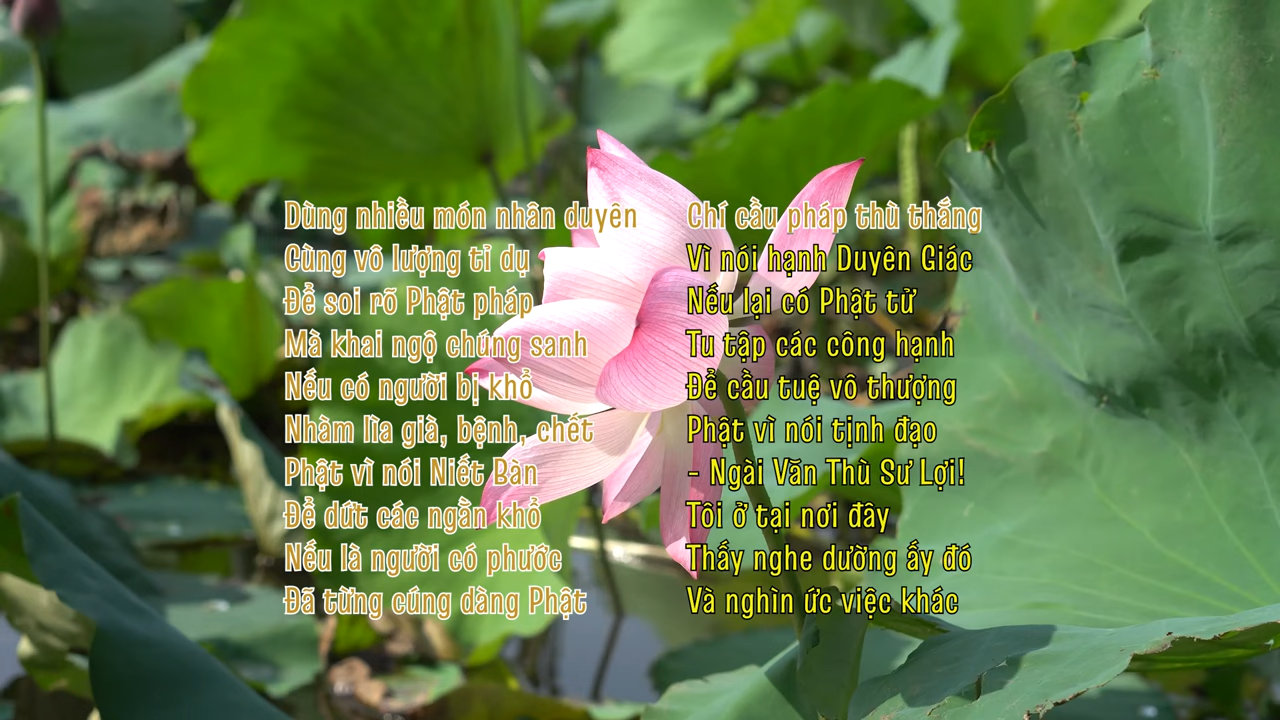 Dùng nhiều món nhân duyên
Cùng vô lượng tỉ dụ
Để soi rõ Phật pháp
Mà khai ngộ chúng sanh
Nếu có người bị khổ
Nhàm lìa già, bệnh, chết
Phật vì nói Niết Bàn
Để dứt các ngằn khổ
Nếu là người có phước
Đã từng cúng dàng Phật
Chí cầu pháp thù thắng
Vì nói hạnh Duyên Giác
Nếu lại có Phật tử
Tu tập các công hạnh
Để cầu tuệ vô thượng
Phật vì nói tịnh đạo
- Ngài Văn Thù Sư Lợi!
Tôi ở tại nơi đây
Thấy nghe dường ấy đó
Và nghìn ức việc khác